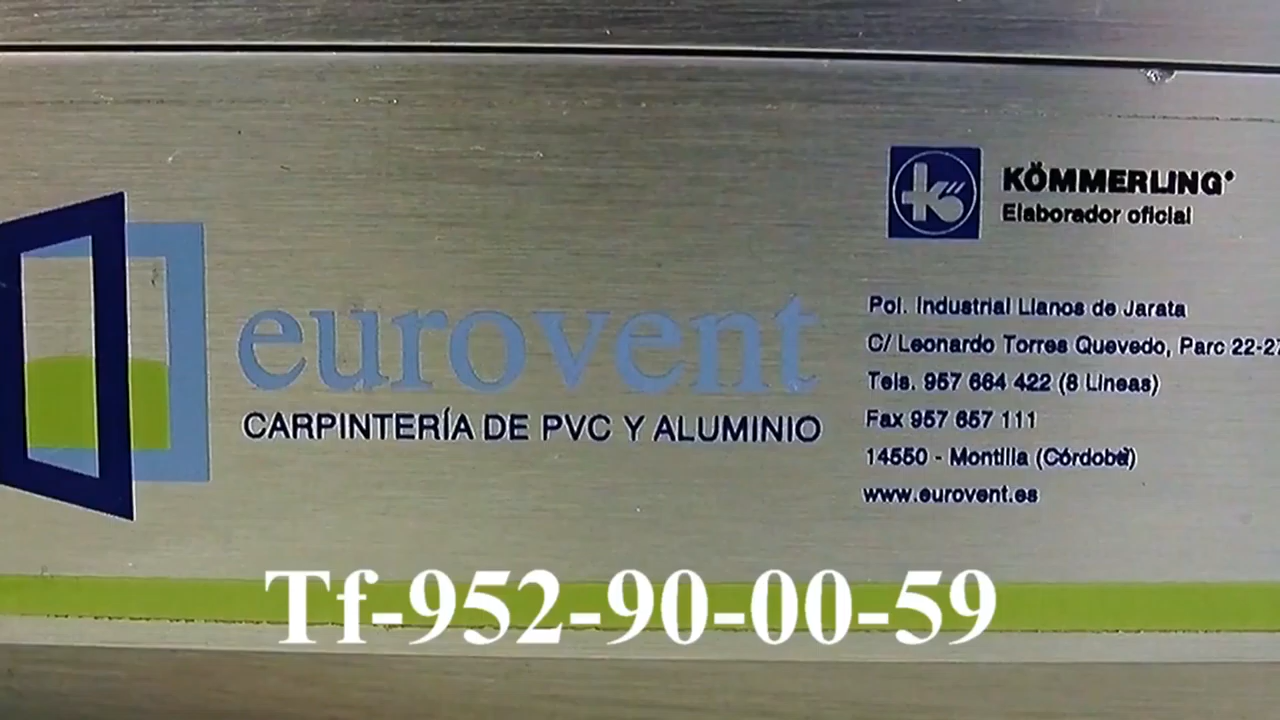 KÖMMERLING®
Elaborador oficial
eurovent
CARPINTERÍA DE PVC Y ALUMINIO
Pol. Industrial Llanos de Jarata
C/ Leonardo Torres Quevedo, Parc 22-27
Tels. 957 664 422 (8 Lineas)
Fax 957 657 111
14550 - Montilla (Córdoba)
www.eurovent.es
Tf-952-90-00-59